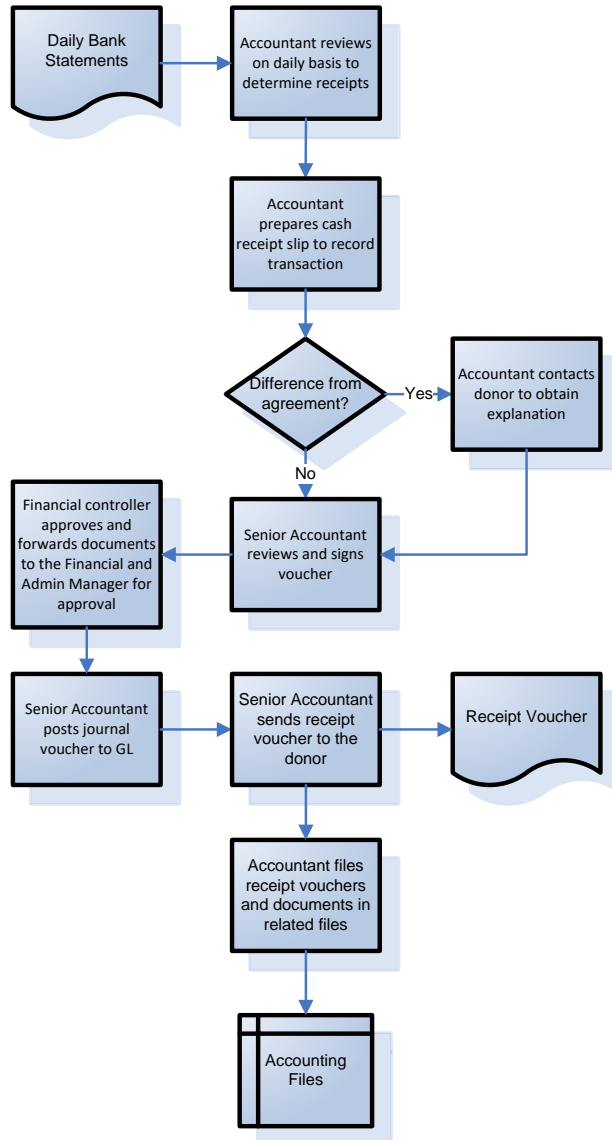 Daily Bank
Statements
Accountant reviews
on daily basis to
determine receipts
Accountant
prepares cash
receipt slip to record
transaction
Difference from
agreement?
Yes
Accountant contacts
donor to obtain
explanation
No
Financial controller
approves and
forwards documents
to the Financial and
Admin Manager for
approval
Senior Accountant
reviews and signs
voucher
Senior Accountant
posts journal
voucher to GL
Senior Accountant
sends receipt
voucher to the
donor
Receipt Voucher
Accountant files
receipt vouchers
and documents in
related files
Accounting
Files